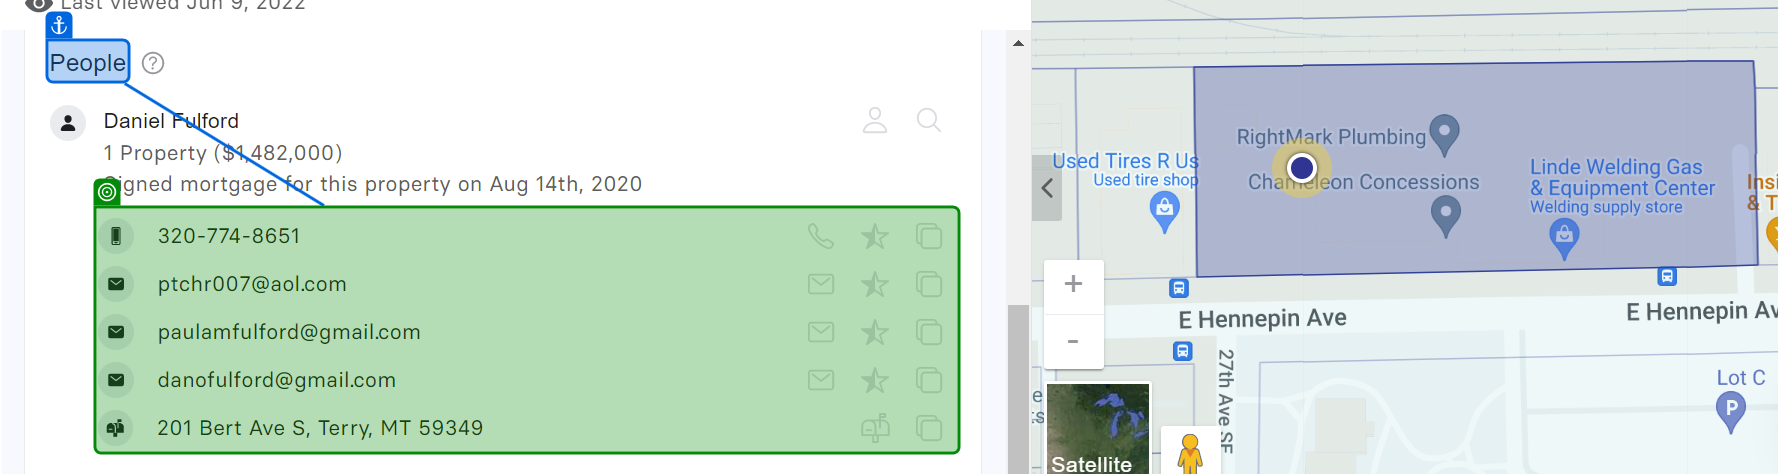 Last viewed Jun 9, 2022
People ?
Daniel Fulford
1 Property ($1,482,000)
Signed mortgage for this property on Aug 14th, 2020
320-774-8651
ptchr007@aol.com
paulamfulford@gmail.com
danofulford@gmail.com
201 Bert Ave S, Terry, MT 59349
RightMark Plumbing
Used Tires R Us
Used tire shop
Chameleon Concessions
Linde Welding Gas
& Equipment Center
Welding supply store
Insi
& T
+
-
E Hennepin Ave
E Hennepin Av
27th Ave SE
Lot C
P
Satellite